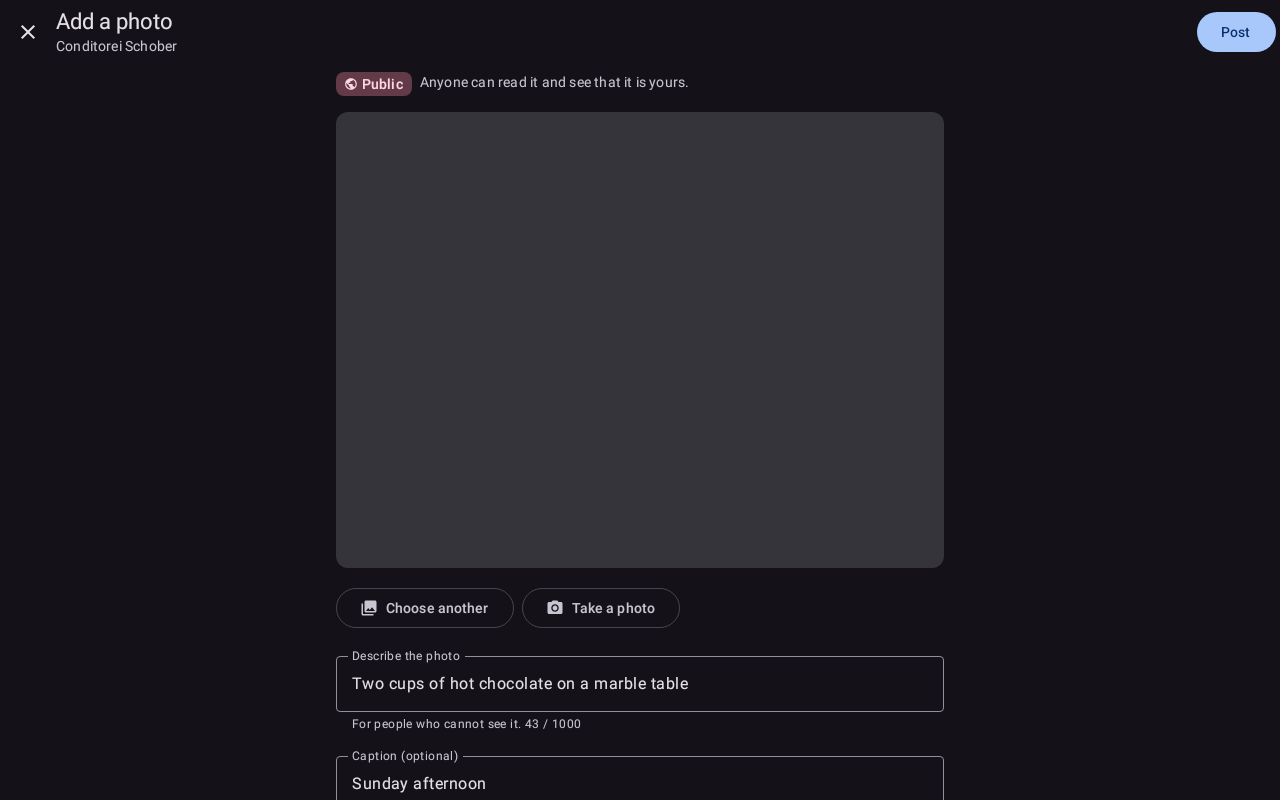 Add a photo
Conditorei Schober
Post
Public
Anyone can read it and see that it is yours.
Choose another
Take a photo
Describe the photo
Two cups of hot chocolate on a marble table
For people who cannot see it. 43 / 1000
Caption (optional)
Sunday afternoon